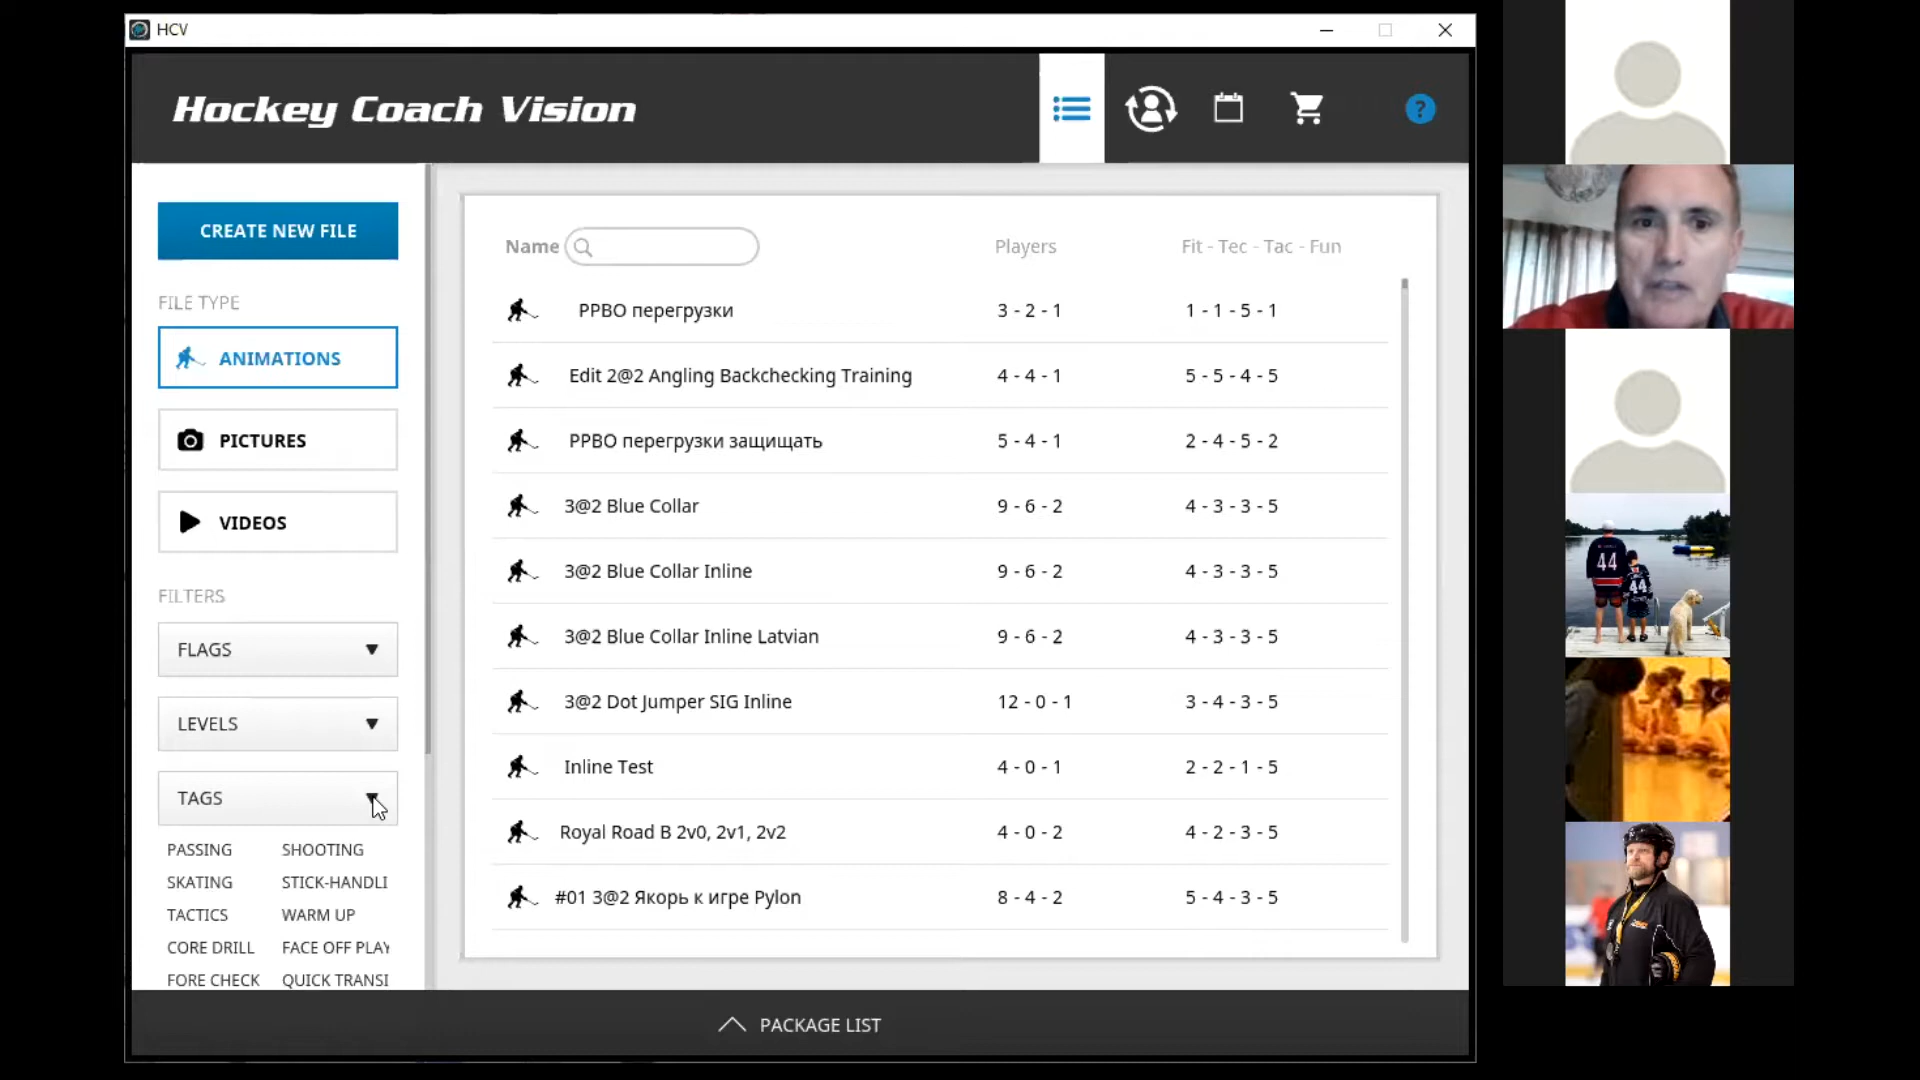 HCV
Hockey Coach Vision
?
CREATE NEW FILE
FILE TYPE
ANIMATIONS
PICTURES
VIDEOS
FILTERS
FLAGS
LEVELS
TAGS
PASSING SHOOTING
SKATING STICK-HANDLI
TACTICS WARM UP
CORE DRILL FACE OFF PLAY
FORE CHECK QUICK TRANSI
Name Players Fit - Tec - Tac - Fun
РРВО перегрузки 3 - 2 - 1 1 - 1 - 5 - 1
Edit 2@2 Angling Backchecking Training 4 - 4 - 1 5 - 5 - 4 - 5
РРВО перегрузки защищать 5 - 4 - 1 2 - 4 - 5 - 2
3@2 Blue Collar 9 - 6 - 2 4 - 3 - 3 - 5
3@2 Blue Collar Inline 9 - 6 - 2 4 - 3 - 3 - 5
3@2 Blue Collar Inline Latvian 9 - 6 - 2 4 - 3 - 3 - 5
3@2 Dot Jumper SIG Inline 12 - 0 - 1 3 - 4 - 3 - 5
Inline Test 4 - 0 - 1 2 - 2 - 1 - 5
Royal Road B 2v0, 2v1, 2v2 4 - 0 - 2 4 - 2 - 3 - 5
#01 3@2 Якорь к игре Pylon 8 - 4 - 2 5 - 4 - 3 - 5
PACKAGE LIST
44
44